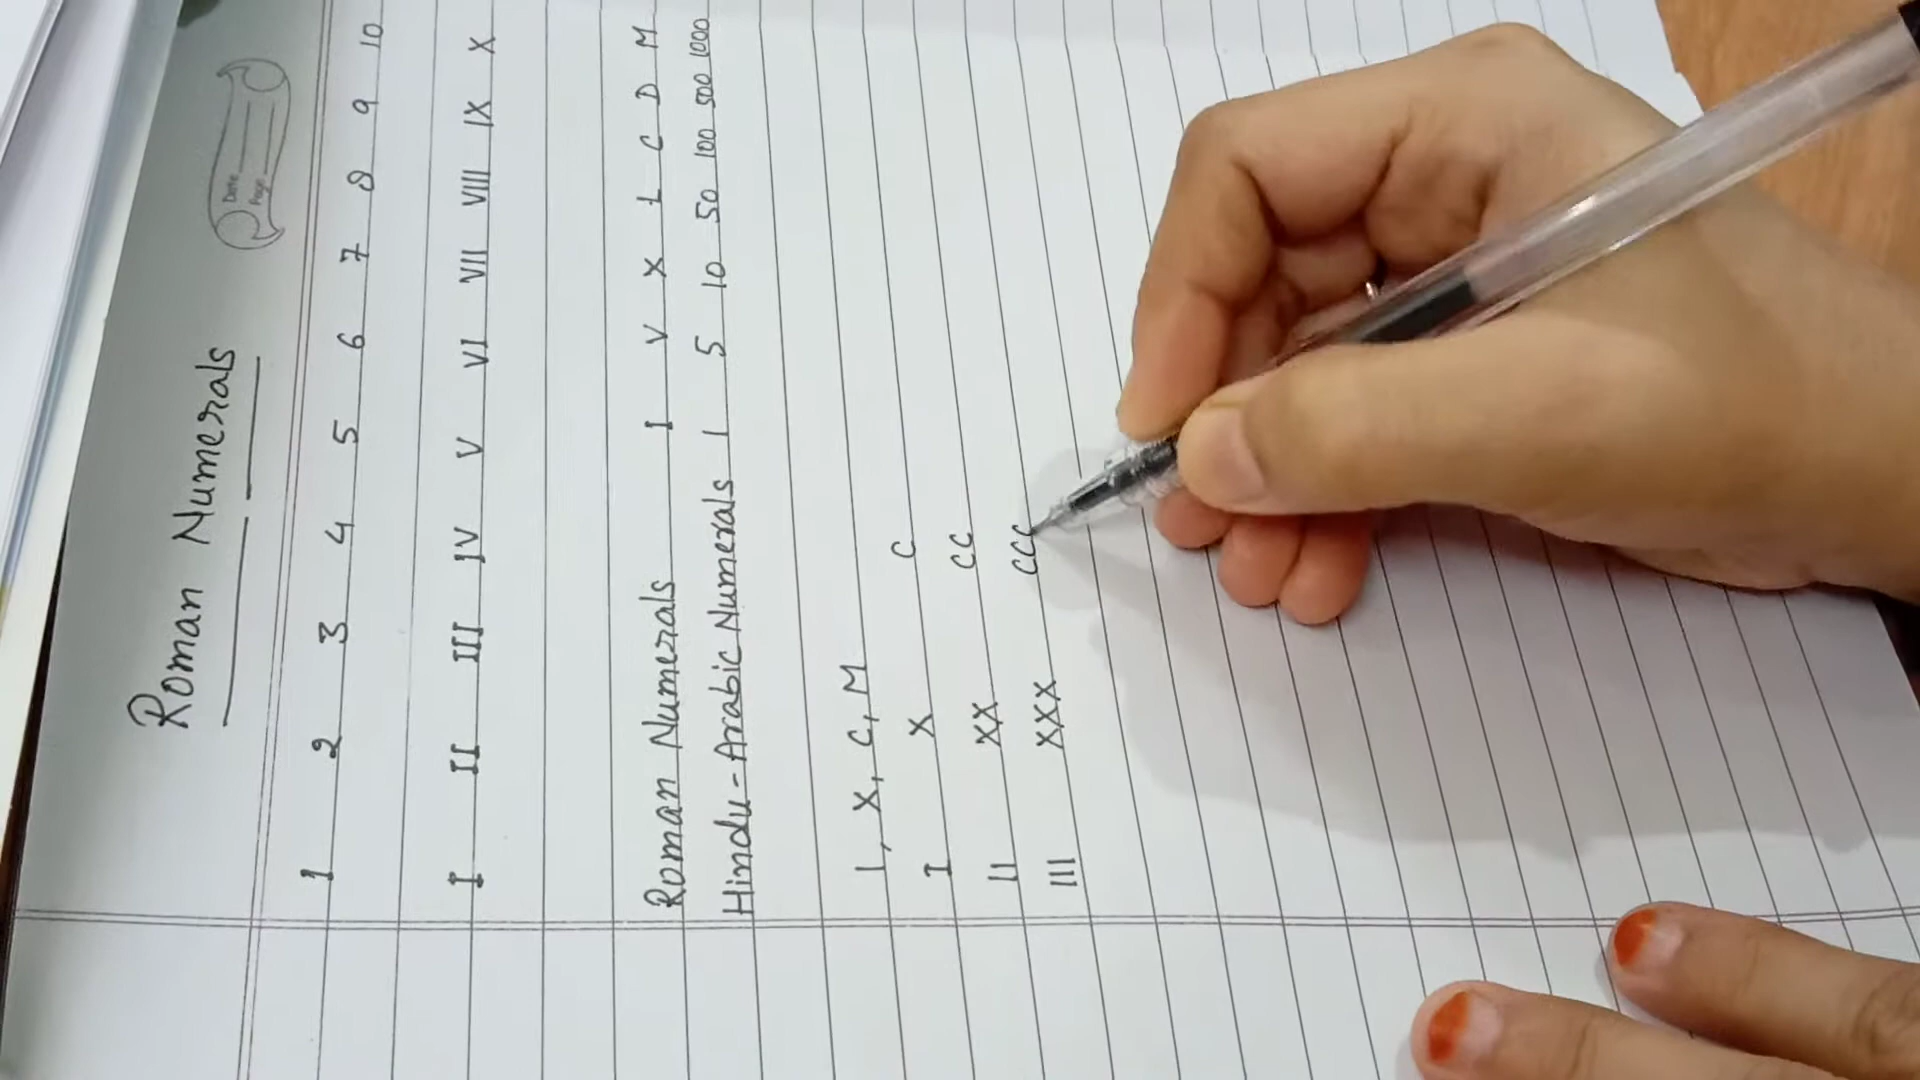 Roman Numerals
Date
Page
1 2 3 4 5 6 7 8 9 10
I II III IV V VI VII VIII IX X
Roman Numerals I V X L C D M
Hindu-Arabic Numerals 1 5 10 50 100 500 1000
I, X, C, M
I X C
II XX CC
III XXX CCC